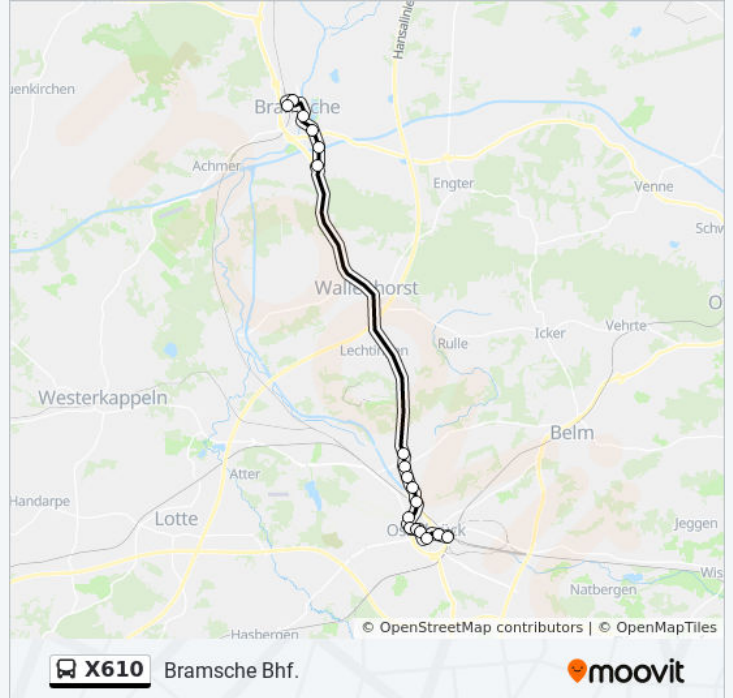 Hansalinie
uenkirchen
Bramsche
Achmer
Engter
Venne
Schw
Wallenhorst
O
Icker
Vehrte
Rulle
Lechtingen
Westerkappeln
Belm
Atter
Handarpe
Lotte
Osnabrück
Jeggen
Wis
Natbergen
Hasbergen
© OpenStreetMap contributors | © OpenMapTiles
X610 Bramsche Bhf.
moovit